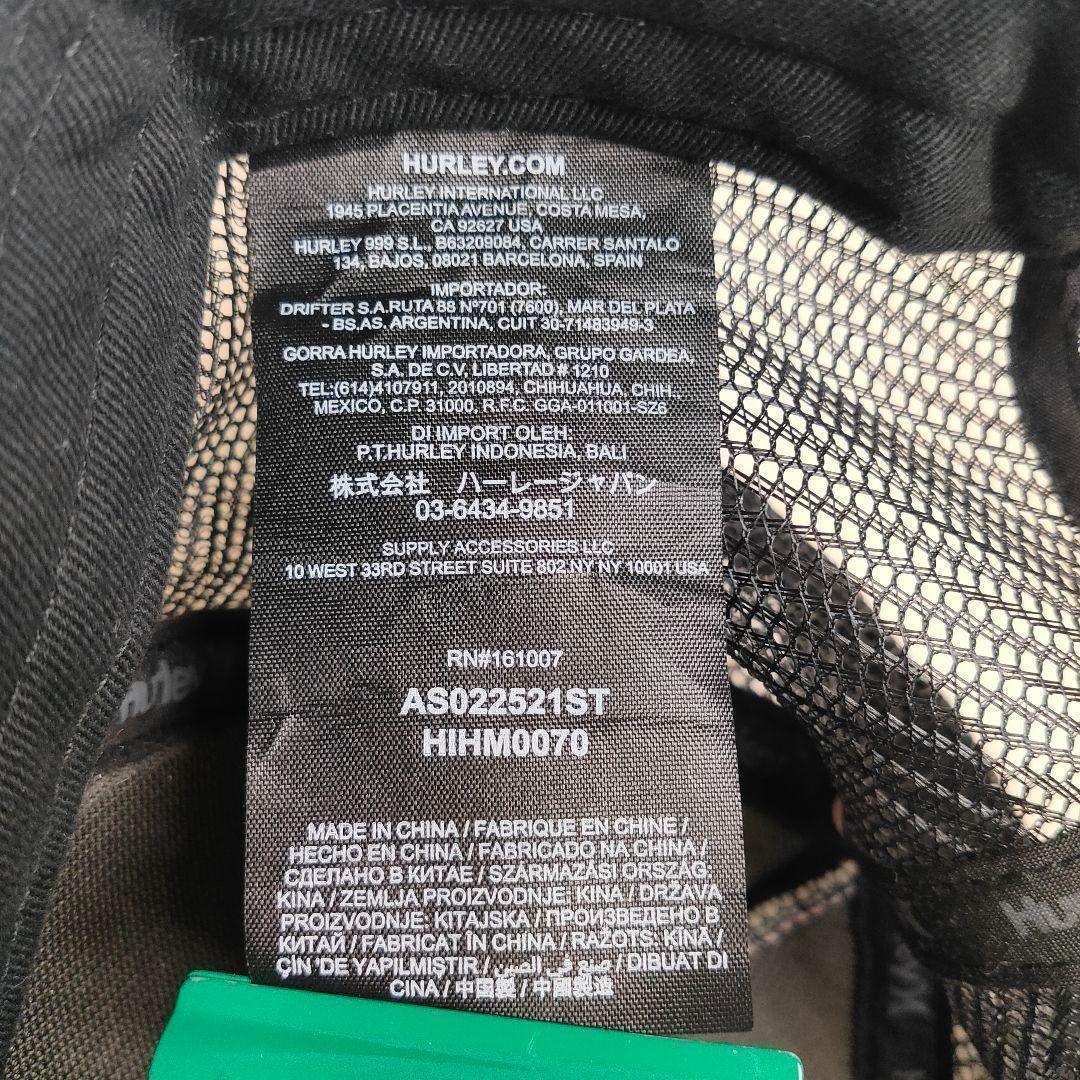 HURLEY.COM
HURLEY INTERNATIONAL LLC
1945 PLACENTIA AVENUE, COSTA MESA,
CA 92627 USA
HURLEY 999 S.L., B63209084, CARRER SANTALO
134, BAJOS, 08021 BARCELONA, SPAIN
IMPORTADOR:
DRIFTER S.A.RUTA 88 N°701 (7600), MAR DEL PLATA
- BS.AS. ARGENTINA, CUIT 30-71483949-3
GORRA HURLEY IMPORTADORA, GRUPO GARDEA,
S.A. DE C.V. LIBERTAD # 1210
TEL:(614)4107911, 2010894, CHIHUAHUA, CHIH.,
MEXICO, C.P. 31000, R.F.C. GGA-011001-SZ6
DI IMPORT OLEH:
P.T.HURLEY INDONESIA, BALI
株式会社 ハーレージャパン
03-6434-9851
SUPPLY ACCESSORIES LLC
10 WEST 33RD STREET SUITE 802 NY NY 10001 USA
RN#161007
AS022521ST
HIHM0070
MADE IN CHINA / FABRIQUE EN CHINE /
HECHO EN CHINA / FABRICADO NA CHINA /
СДЕЛАНО В КИТАЕ / SZÁRMAZÁSI ORSZÁG:
KÍNA / ZEMLJA PROIZVODNJE: KINA / DRŽAVA
PROIZVODNJE: KITAJSKA / ПРОИЗВЕДЕНО В
КИТАЙ / FABRICAT ÎN CHINA / RAŽOTS: ĶĪNĀ /
ÇİN 'DE YAPILMIŞTIR / صنع في الصين / DIBUAT DI
CINA / 中国製 / 中國製造
Hurley